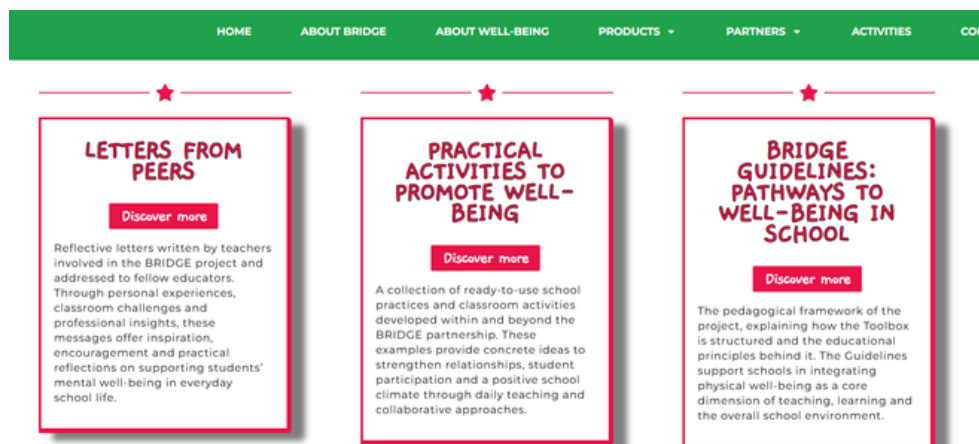 HOME ABOUT BRIDGE ABOUT WELL-BEING PRODUCTS PARTNERS ACTIVITIES
LETTERS FROM
PEERS
Discover more
Reflective letters written by teachers
involved in the BRIDGE project and
addressed to fellow educators.
Through personal experiences,
classroom challenges and
professional insights, these
messages offer inspiration,
encouragement and practical
reflections on supporting students'
mental well-being in everyday
school life.
PRACTICAL
ACTIVITIES TO
PROMOTE WELL-
BEING
Discover more
A collection of ready-to-use school
practices and classroom activities
developed within and beyond the
BRIDGE partnership. These
examples provide concrete ideas to
strengthen relationships, student
participation and a positive school
climate through daily teaching and
collaborative approaches.
BRIDGE
GUIDELINES:
PATHWAYS TO
WELL-BEING IN
SCHOOL
Discover more
The pedagogical framework of the
project, explaining how the Toolbox
is structured and the educational
principles behind it. The Guidelines
support schools in integrating
physical well-being as a core
dimension of teaching, learning and
the overall school environment.